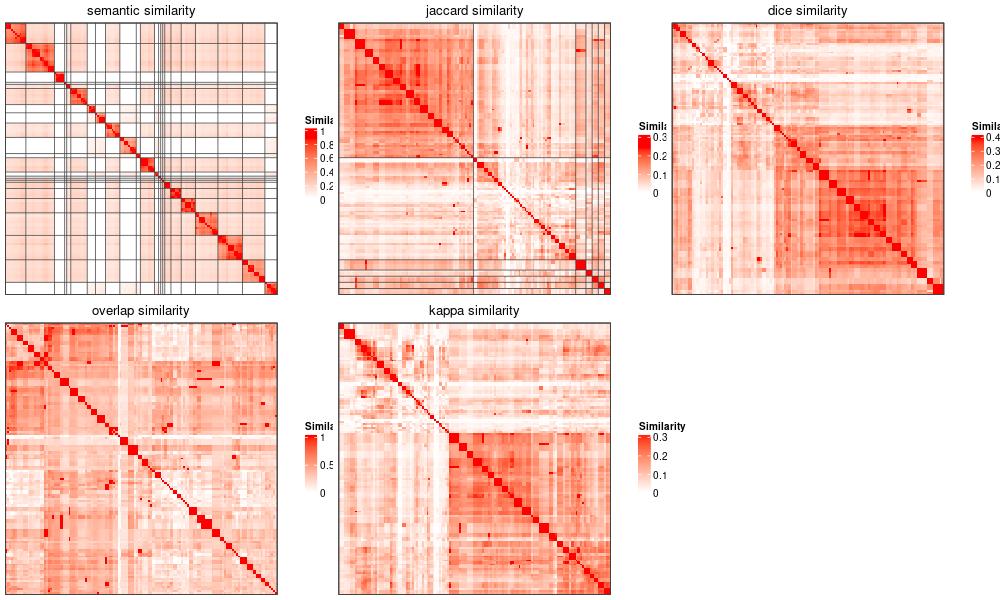 semantic similarity
Simila
1
0.8
0.6
0.4
0.2
0
jaccard similarity
Simila
0.3
0.2
0.1
0
dice similarity
Simila
0.4
0.3
0.2
0.1
0
overlap similarity
Simila
1
0.5
0
kappa similarity
Similarity
0.3
0.2
0.1
0